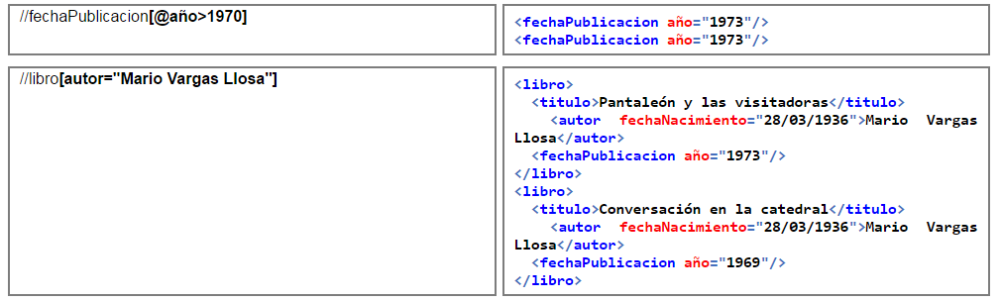 //fechaPublicacion[@año>1970]
<fechaPublicacion año="1973"/>
<fechaPublicacion año="1973"/>
//libro[autor="Mario Vargas Llosa"]
<libro>
<titulo>Pantaleón y las visitadoras</titulo>
<autor fechaNacimiento="28/03/1936">Mario Vargas
Llosa</autor>
<fechaPublicacion año="1973"/>
</libro>
<libro>
<titulo>Conversación en la catedral</titulo>
<autor fechaNacimiento="28/03/1936">Mario Vargas
Llosa</autor>
<fechaPublicacion año="1969"/>
</libro>